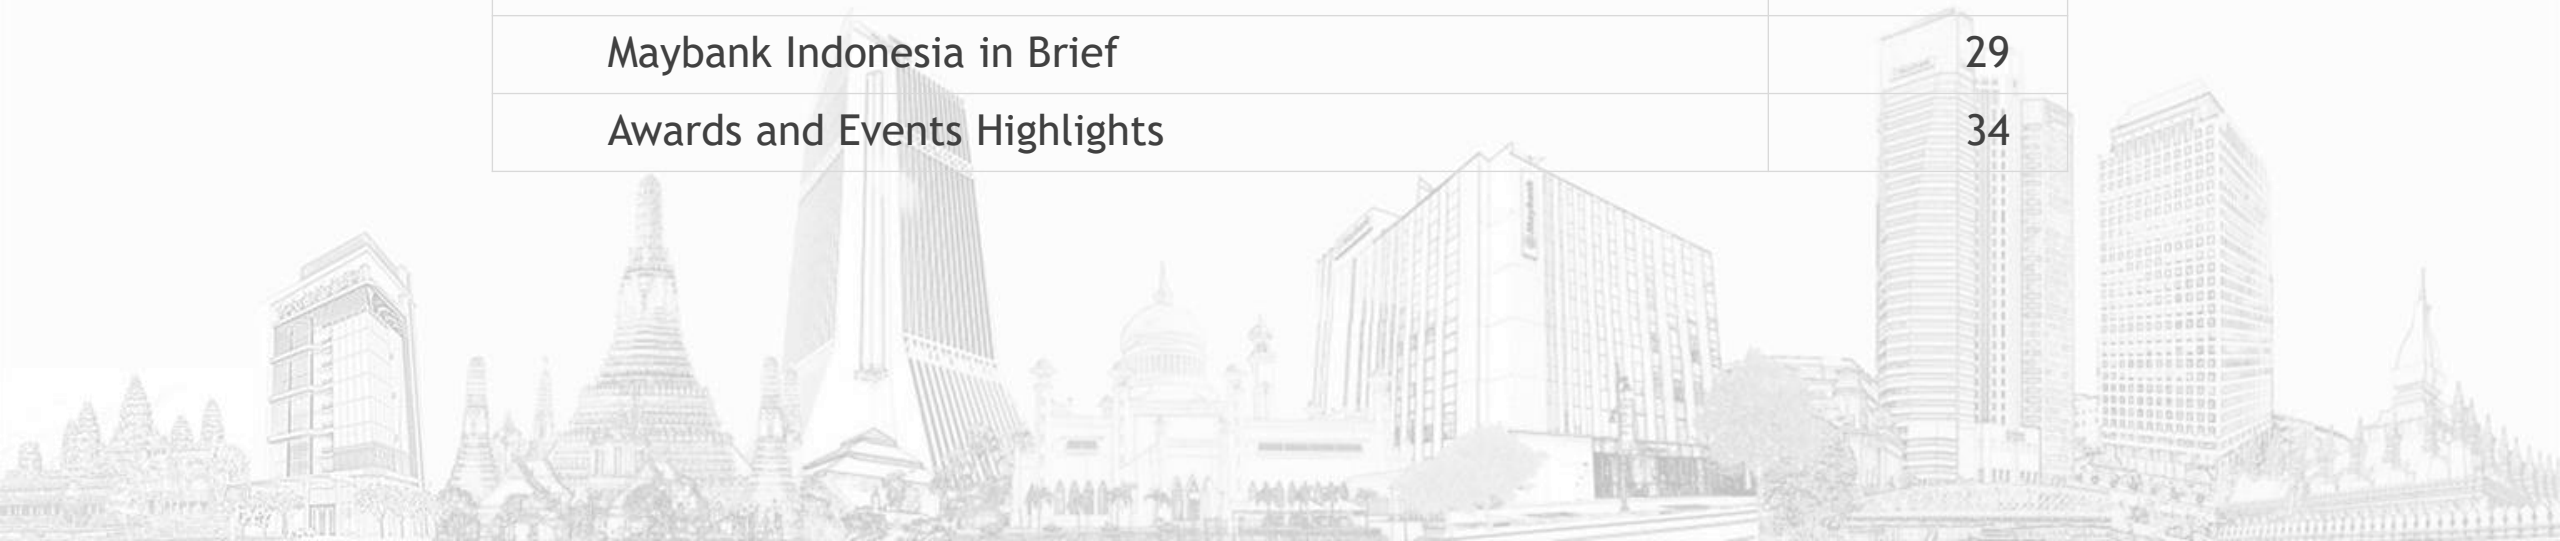 Maybank Indonesia in Brief 29
Awards and Events Highlights 34